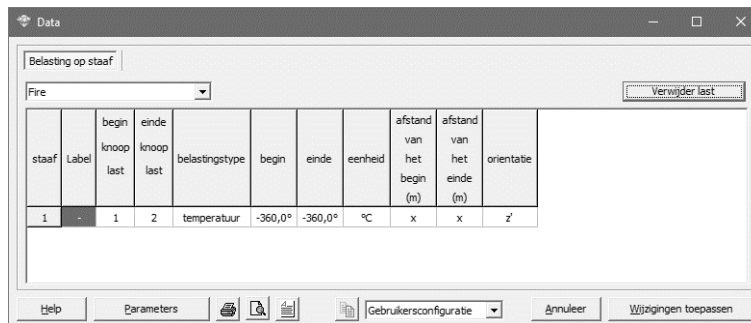 Data
Belasting op staaf
Fire
Verwijder last
staaf Label begin knoop last einde knoop last belastingstype begin einde eenheid afstand van het begin (m) afstand van het einde (m) orientatie
1 - 1 2 temperatuur -360,0° -360,0° ºC x x z'
Help Parameters Gebruikersconfiguratie Annuleer Wijzigingen toepassen